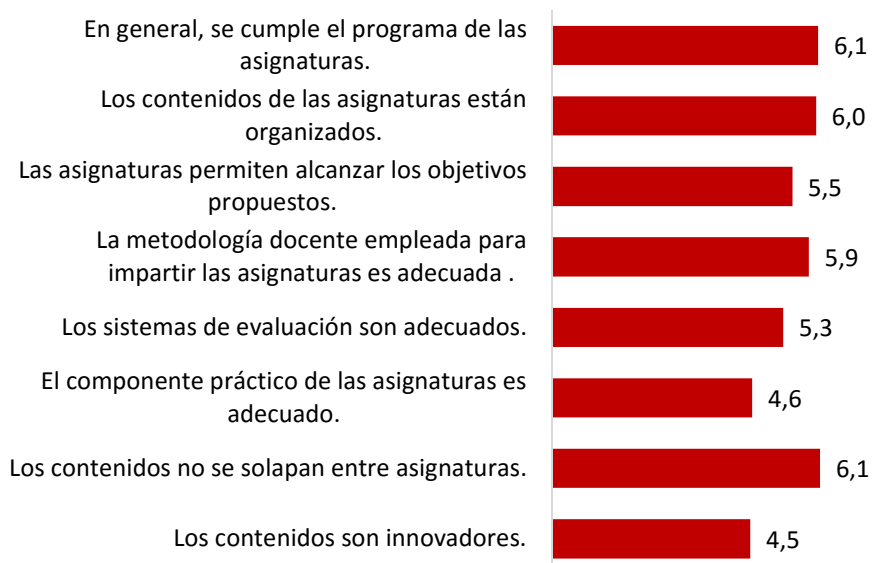 En general, se cumple el programa de las
asignaturas.
6,1
Los contenidos de las asignaturas están
organizados.
6,0
Las asignaturas permiten alcanzar los objetivos
propuestos.
5,5
La metodología docente empleada para
impartir las asignaturas es adecuada .
5,9
Los sistemas de evaluación son adecuados.
5,3
El componente práctico de las asignaturas es
adecuado.
4,6
Los contenidos no se solapan entre asignaturas.
6,1
Los contenidos son innovadores.
4,5